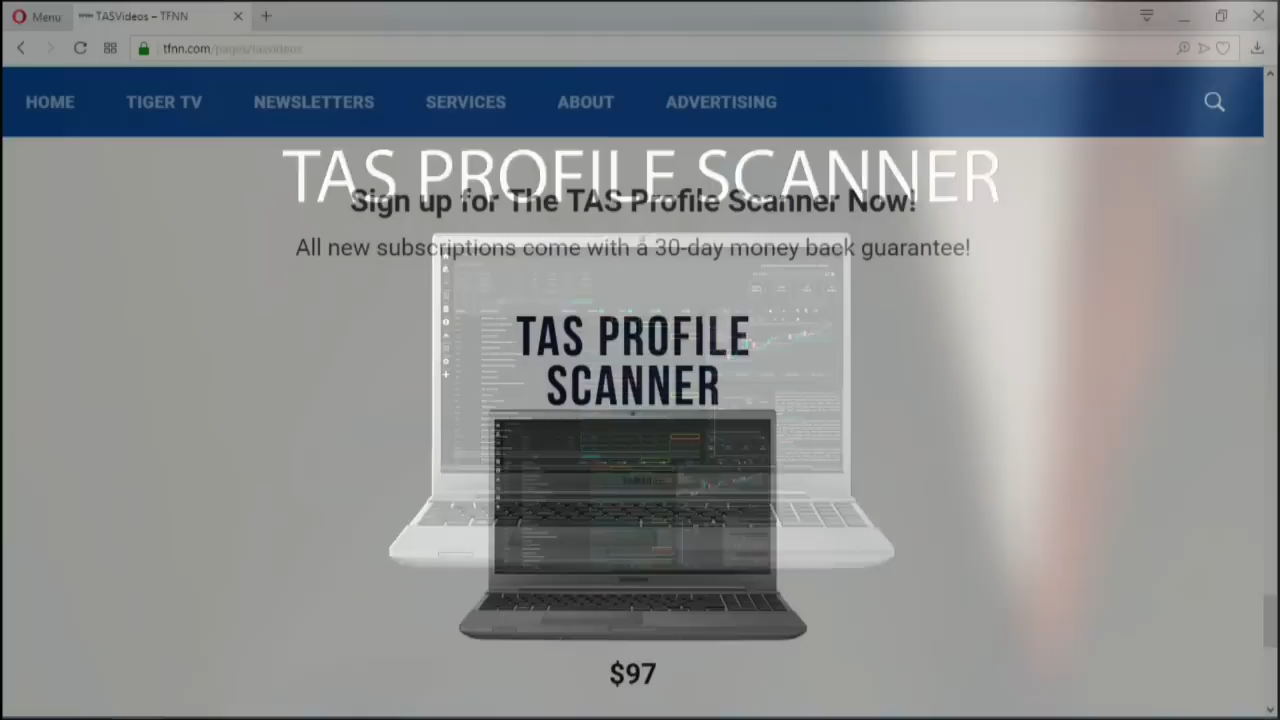 Menu
TASVideos – TFNN
tfnn.com/pages/tasvideos
HOME TIGER TV NEWSLETTERS SERVICES ABOUT ADVERTISING
TAS PROFILE SCANNER
Sign up for The TAS Profile Scanner Now!
All new subscriptions come with a 30-day money back guarantee!
TAS PROFILE
SCANNER
$97